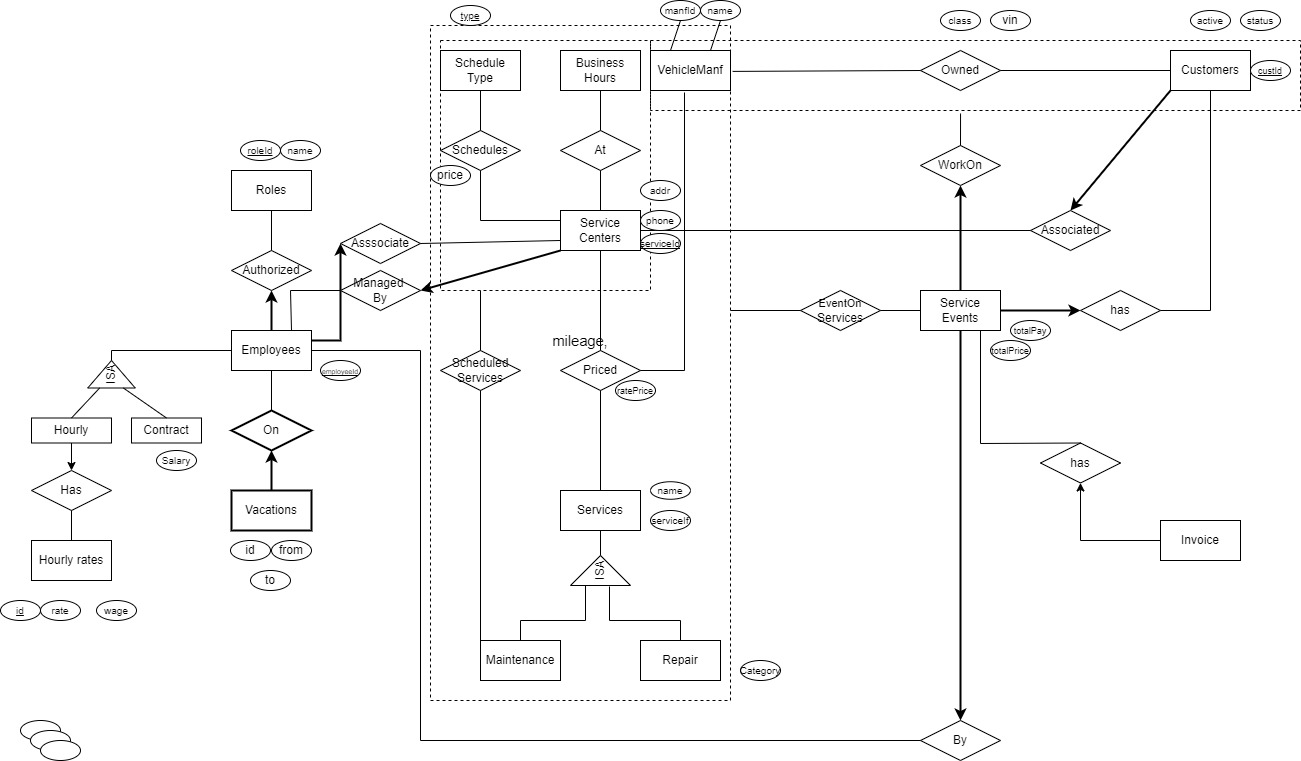 type
manfId
name
class
vin
active
status
Schedule
Type
Business
Hours
VehicleManf
Owned
Customers
custId
roleId
name
Schedules
At
WorkOn
price
Roles
addr
phone
serviceId
Service
Centers
Associated
Asssociate
Authorized
Managed
By
EventOn
Services
Service
Events
has
totalPay
totalPrice
mileage,
Employees
employeeId
ISA
Scheduled
Services
Priced
ratePrice
Hourly
Contract
Salary
On
has
Has
Vacations
Services
name
serviceIf
Invoice
Hourly rates
id
from
to
ISA
id
rate
wage
Maintenance
Repair
Category
By